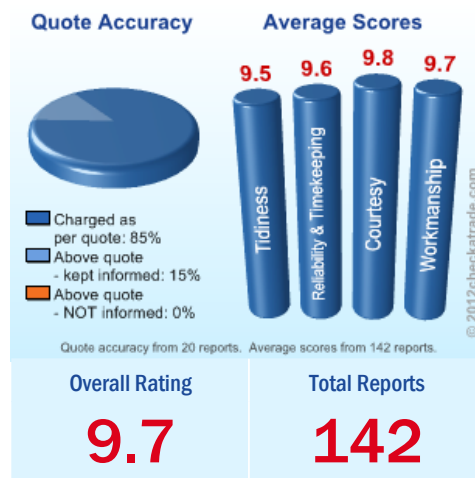 Quote Accuracy
Average Scores
9.5
9.6
9.8
9.7
Tidiness
Reliability & Timekeeping
Courtesy
Workmanship
Charged as
per quote: 85%
Above quote
- kept informed: 15%
Above quote
- NOT informed: 0%
© 2012checkatrade.com
Quote accuracy from 20 reports. Average scores from 142 reports.
Overall Rating
9.7
Total Reports
142